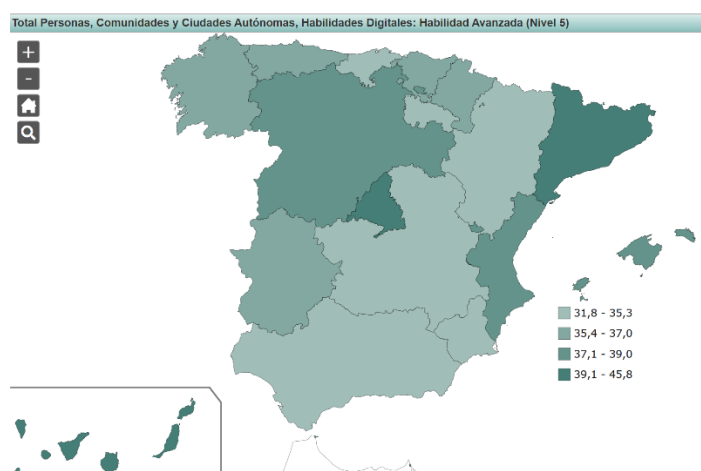 Total Personas, Comunidades y Ciudades Autónomas, Habilidades Digitales: Habilidad Avanzada (Nivel 5)
+
-
31,8 - 35,3
35,4 - 37,0
37,1 - 39,0
39,1 - 45,8